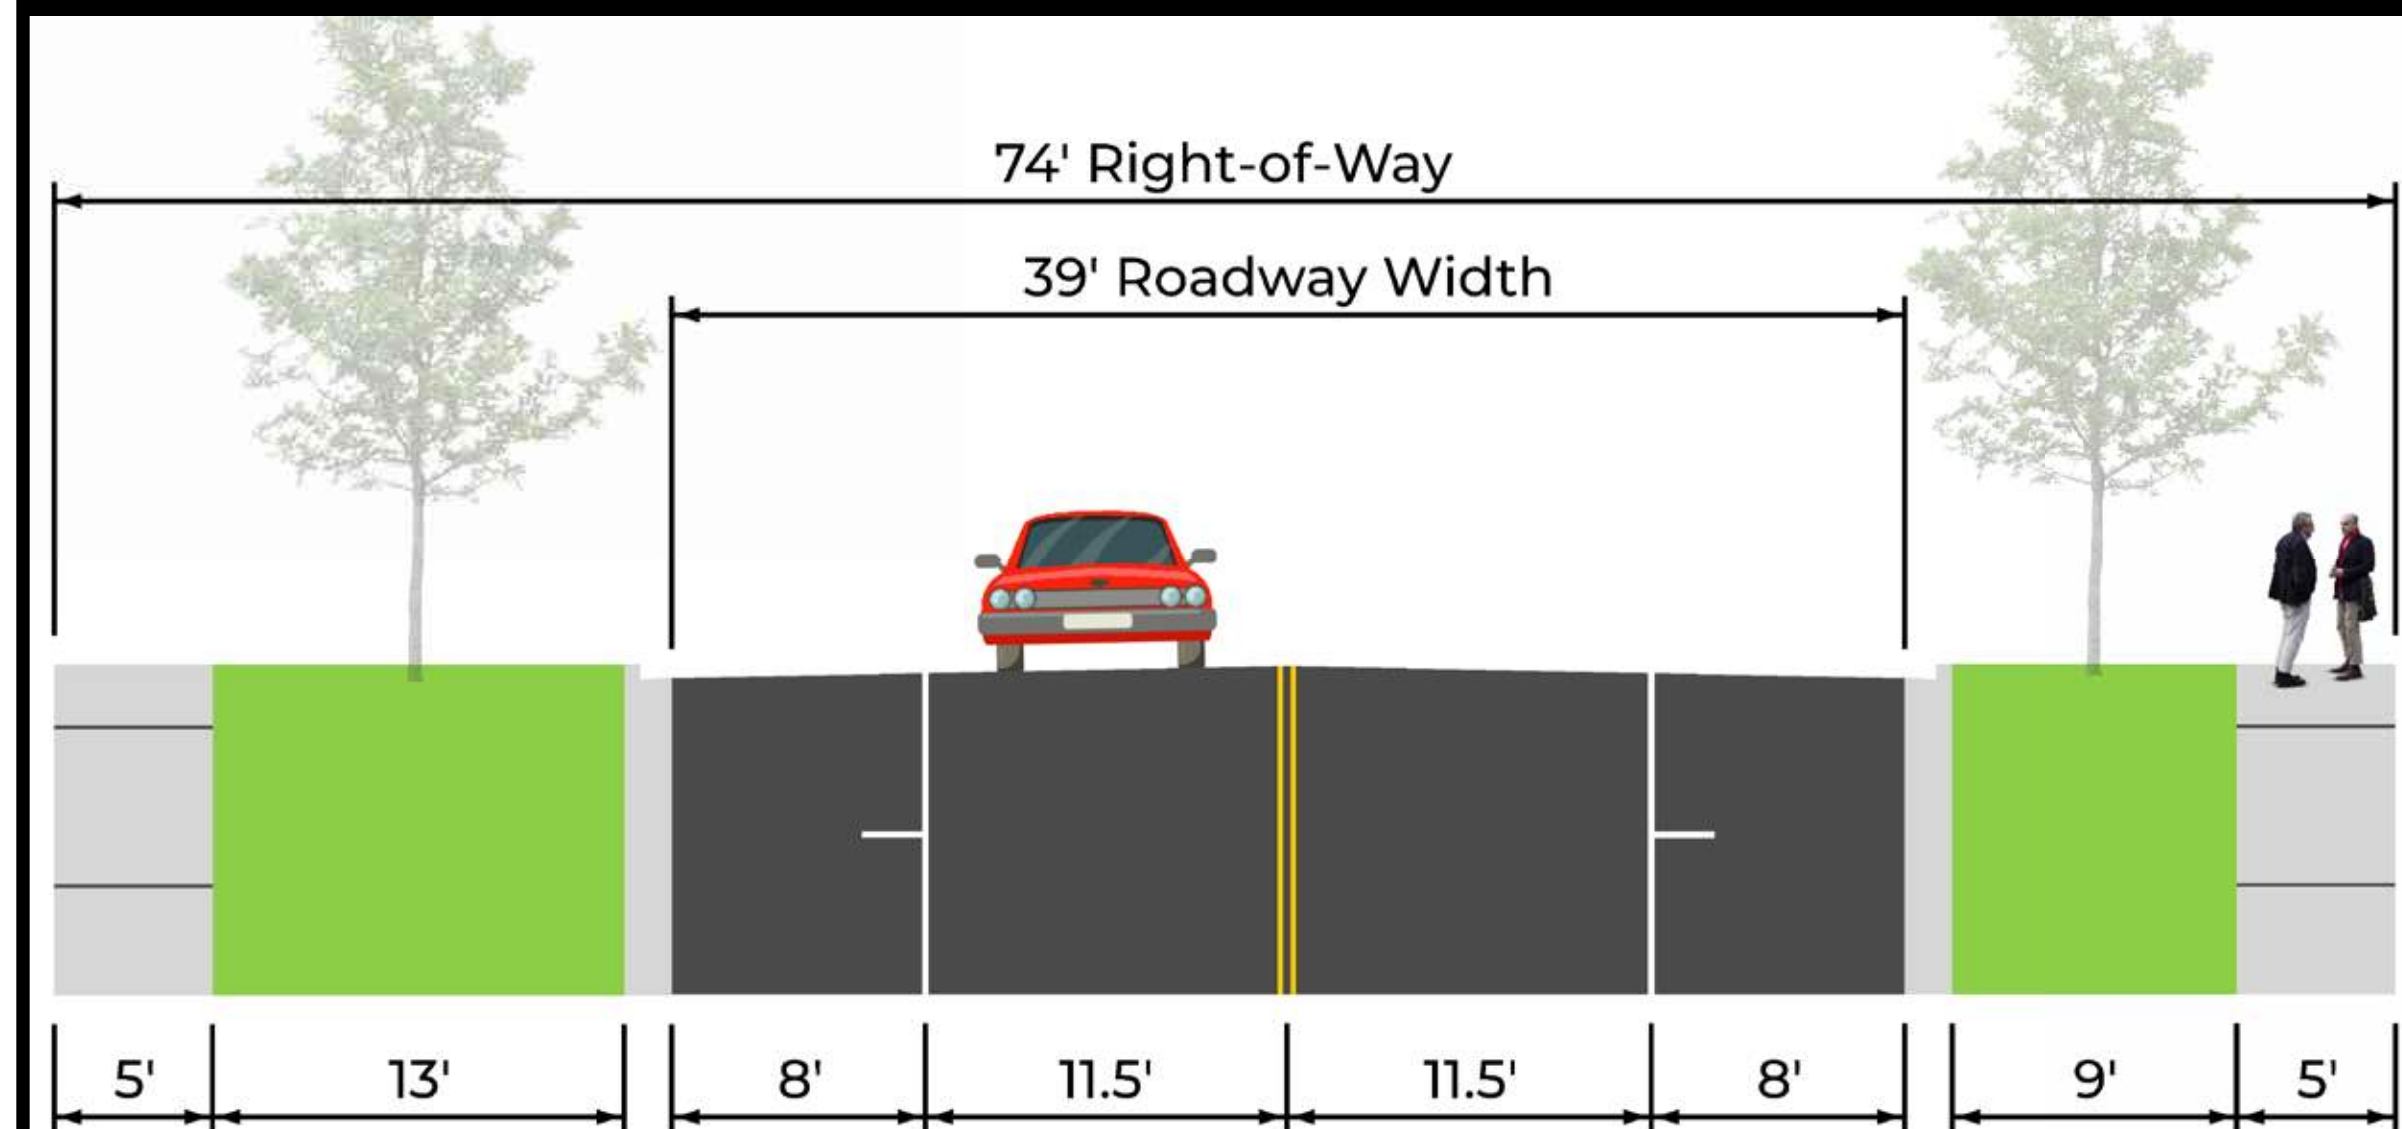 74' Right-of-Way
39' Roadway Width
5' 13' 8' 11.5' 11.5' 8' 9' 5'